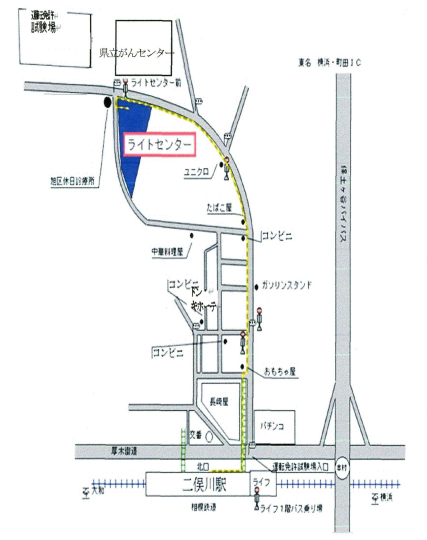 運転免許
試験場
県立がんセンター
ライトセンター前
東名 横浜・町田IC
旭区休日診療所
ライトセンター
ユニクロ
保土ヶ谷バイパス
たばこ屋
コンビニ
中華料理屋
コンビニ
ドン
キホーテ
ガソリンスタンド
コンビニ
おもちゃ屋
長崎屋
パチンコ
交番
厚木街道
運転免許試験場入口
本村
北口
二俣川駅
ライフ
大和
相模鉄道
ライフ1階バス乗り場
横浜